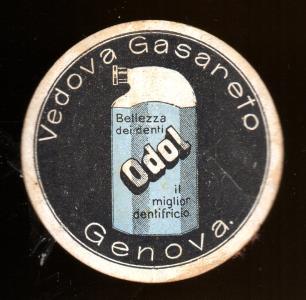 Vedova Gasareto
Bellezza
dei denti
Odol
il
miglior
dentifricio
Genova.